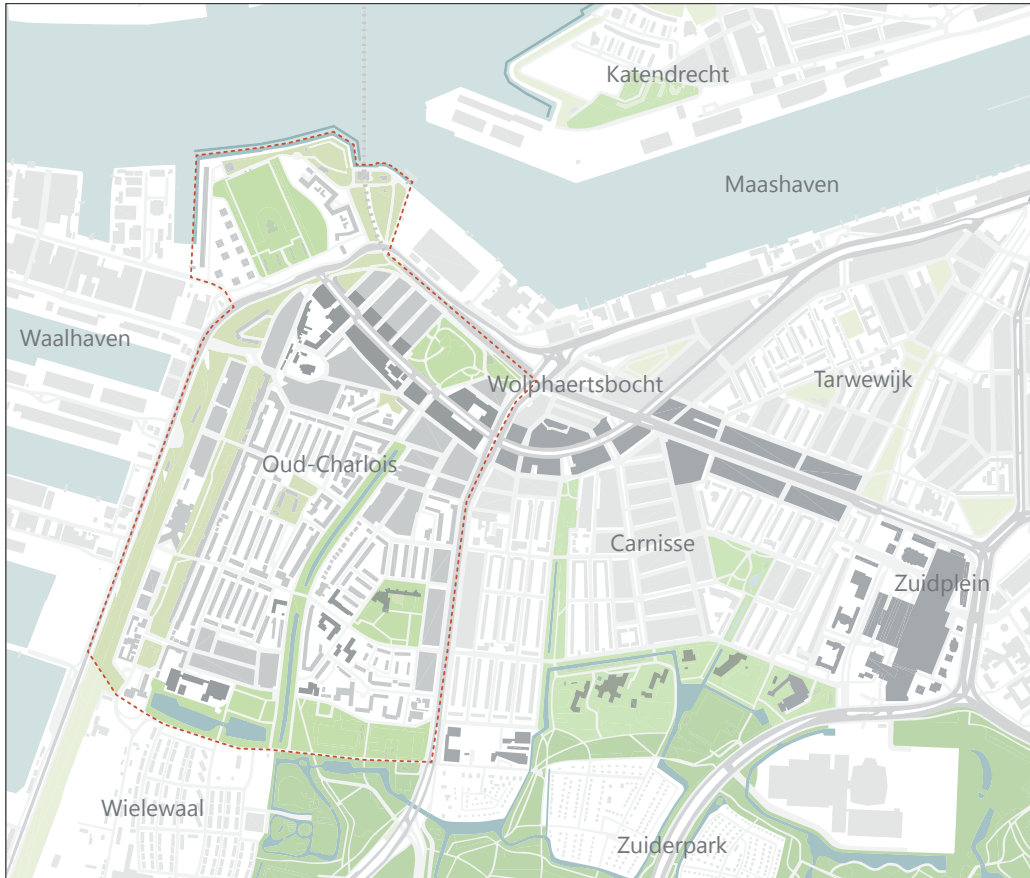 Katendrecht
Maashaven
Waalhaven
Wolphaertsbocht
Tarwewijk
Oud-Charlois
Carnisse
Zuidplein
Wielewaal
Zuiderpark